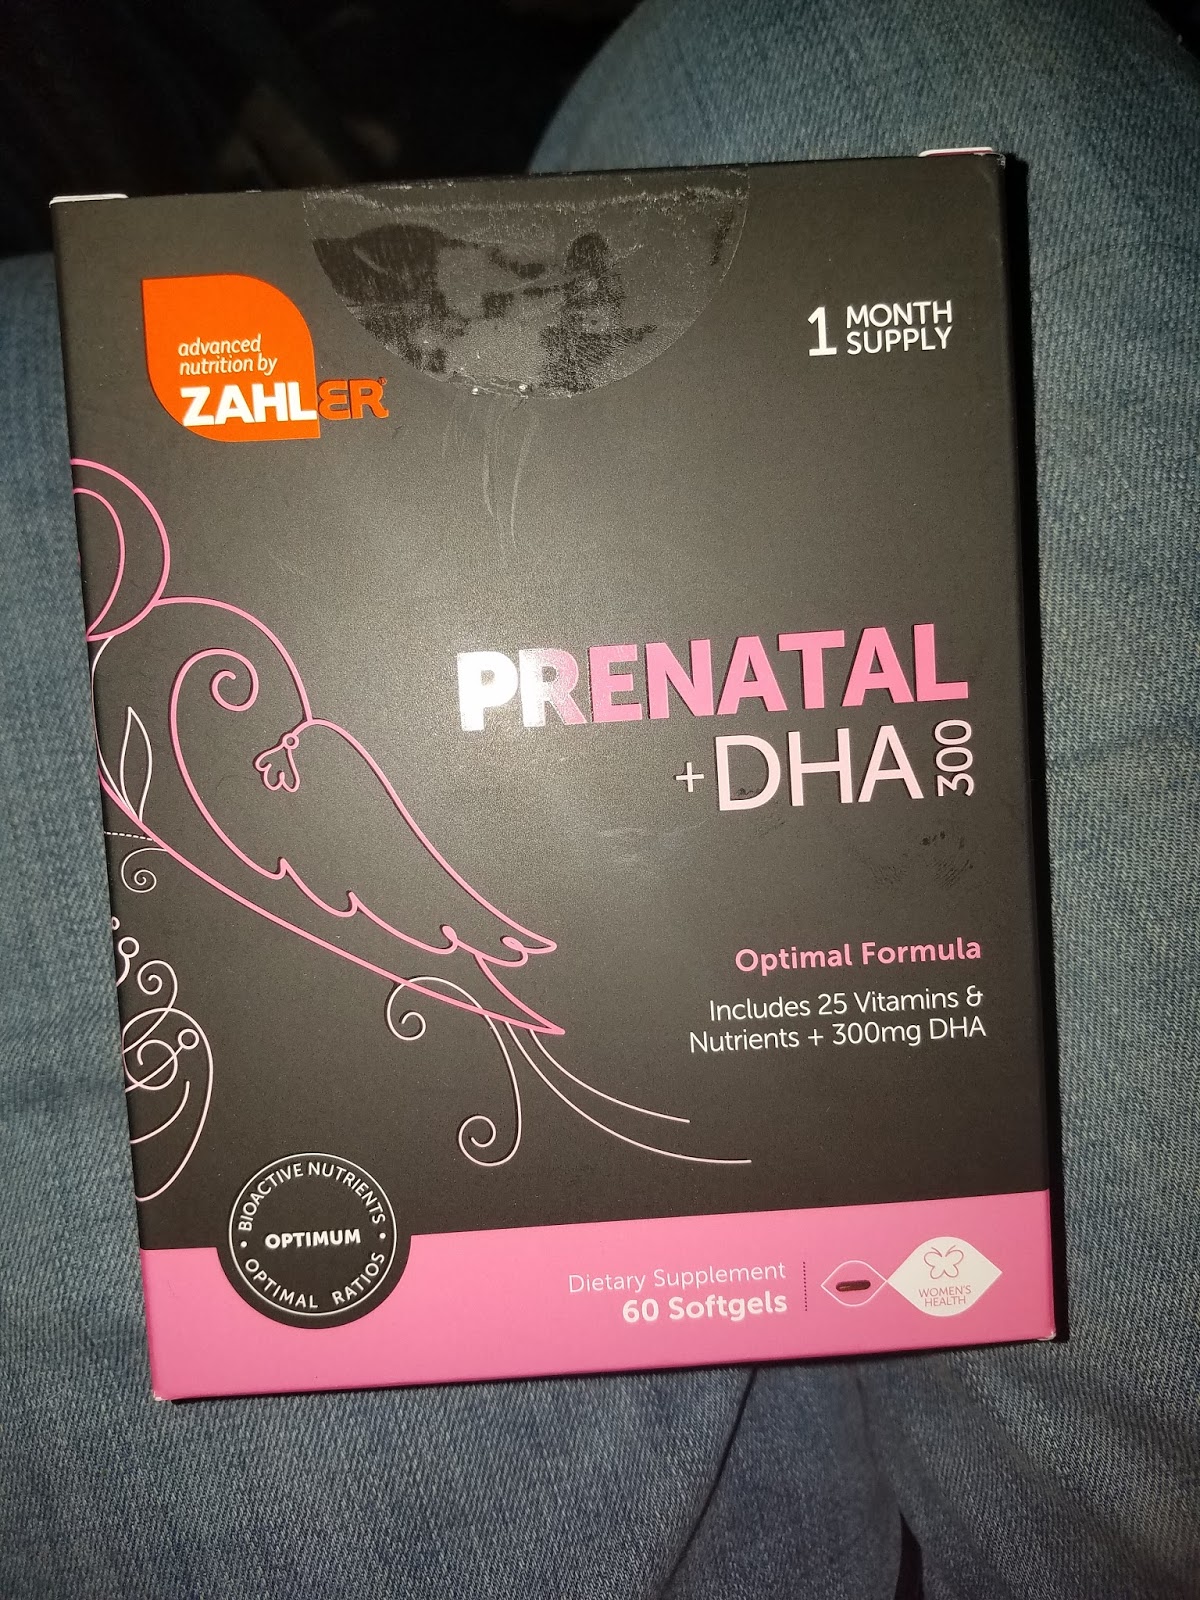 advanced
nutrition by
ZAHLER®
1 MONTH
SUPPLY
PRENATAL
+DHA 300
Optimal Formula
Includes 25 Vitamins &
Nutrients + 300mg DHA
BIOACTIVE NUTRIENTS
OPTIMUM
OPTIMAL RATIOS
Dietary Supplement
60 Softgels
WOMEN'S
HEALTH